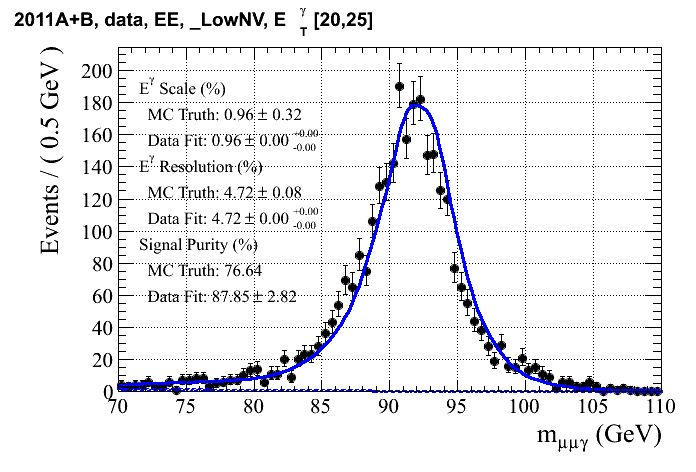 2011A+B, data, EE, _LowNV, E γ T [20,25]
Events / ( 0.5 GeV )
200
180
160
140
120
100
80
60
40
20
0
E^γ Scale (%)
MC Truth: 0.96 ± 0.32
Data Fit: 0.96 ± 0.00 +0.00 -0.00
E^γ Resolution (%)
MC Truth: 4.72 ± 0.08
Data Fit: 4.72 ± 0.00 +0.00 -0.00
Signal Purity (%)
MC Truth: 76.64
Data Fit: 87.85 ± 2.82
70 75 80 85 90 95 100 105 110
m_μμγ (GeV)